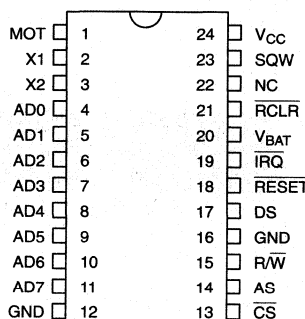 MOT 1 24 VCC
X1 2 23 SQW
X2 3 22 NC
AD0 4 21 RCLR
AD1 5 20 VBAT
AD2 6 19 IRQ
AD3 7 18 RESET
AD4 8 17 DS
AD5 9 16 GND
AD6 10 15 R/W
AD7 11 14 AS
GND 12 13 CS